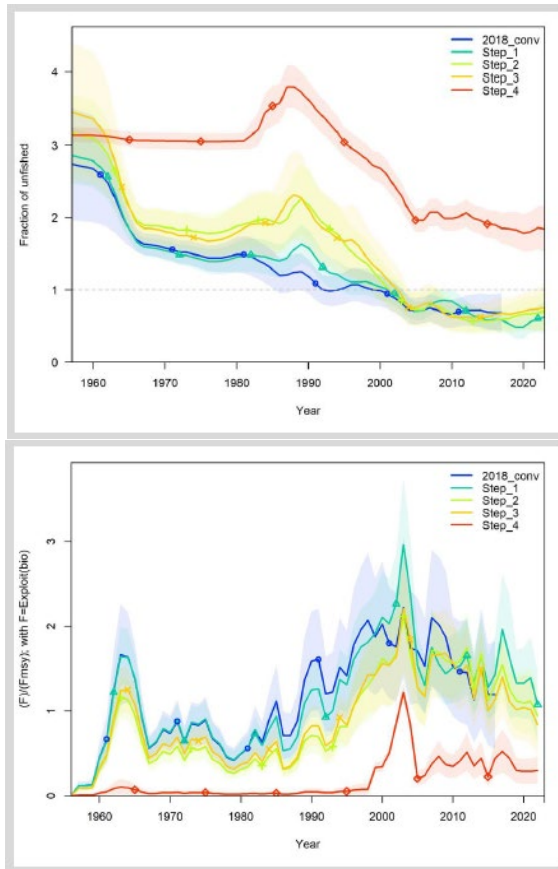 2018_conv
Step_1
Step_2
Step_3
Step_4
4
3
2
1
0
Fraction of unfished
1960 1970 1980 1990 2000 2010 2020
Year
2018_conv
Step_1
Step_2
Step_3
Step_4
3
2
1
0
(F)/(Fmsy); with F=Exploit(bio)
1960 1970 1980 1990 2000 2010 2020
Year